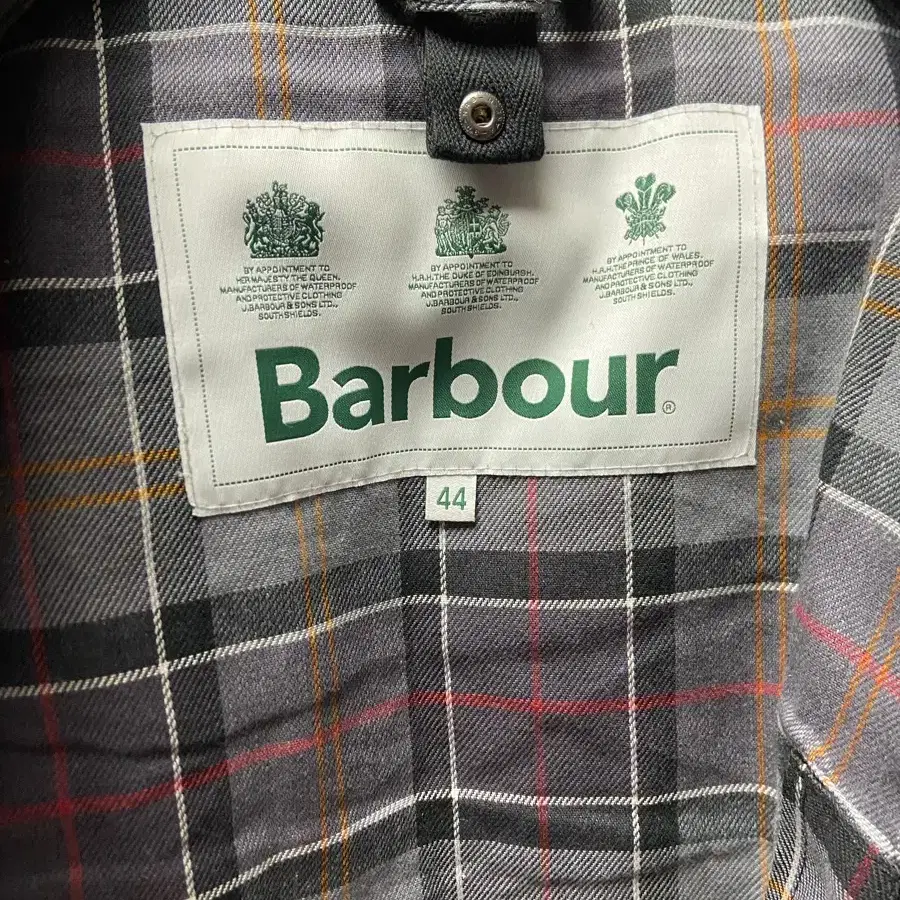 BY APPOINTMENT TO
HER MAJESTY THE QUEEN,
MANUFACTURERS OF WATERPROOF
AND PROTECTIVE CLOTHING
J.BARBOUR & SONS LTD.,
SOUTH SHIELDS.
BY APPOINTMENT TO
H.R.H. THE DUKE OF EDINBURGH,
MANUFACTURERS OF WATERPROOF
AND PROTECTIVE CLOTHING
J.BARBOUR & SONS LTD.,
SOUTH SHIELDS.
BY APPOINTMENT TO
H.R.H. THE PRINCE OF WALES,
MANUFACTURERS OF WATERPROOF
AND PROTECTIVE CLOTHING
J.BARBOUR & SONS LTD.,
SOUTH SHIELDS.
Barbour®
44